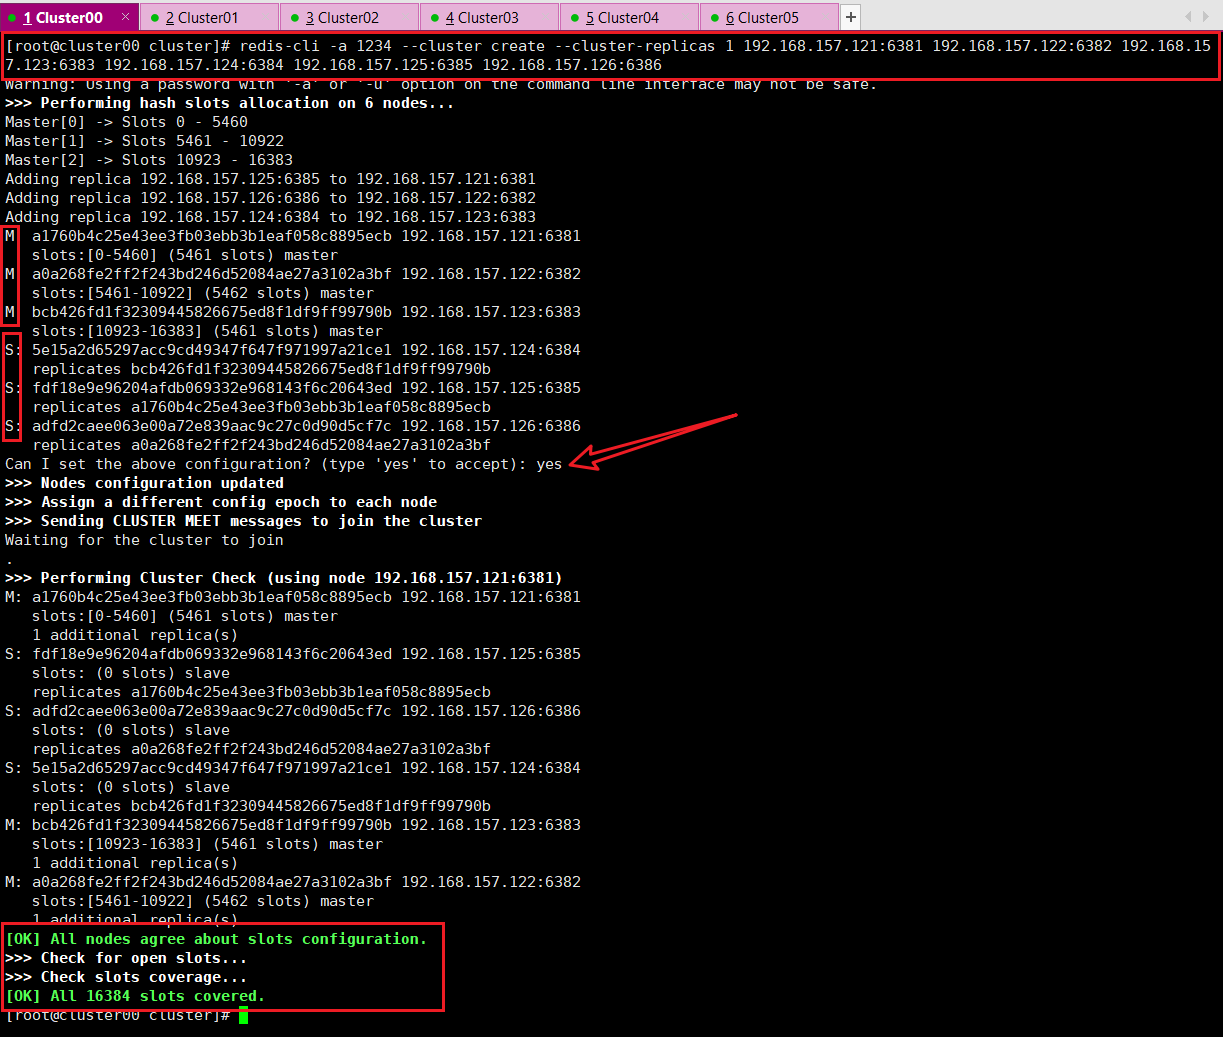 1 Cluster00 × 2 Cluster01 3 Cluster02 4 Cluster03 5 Cluster04 6 Cluster05 +
[root@cluster00 cluster]# redis-cli -a 1234 --cluster create --cluster-replicas 1 192.168.157.121:6381 192.168.157.122:6382 192.168.15
7.123:6383 192.168.157.124:6384 192.168.157.125:6385 192.168.157.126:6386
Warning: Using a password with '-a' or '-u' option on the command line interface may not be safe.
>>> Performing hash slots allocation on 6 nodes...
Master[0] -> Slots 0 - 5460
Master[1] -> Slots 5461 - 10922
Master[2] -> Slots 10923 - 16383
Adding replica 192.168.157.125:6385 to 192.168.157.121:6381
Adding replica 192.168.157.126:6386 to 192.168.157.122:6382
Adding replica 192.168.157.124:6384 to 192.168.157.123:6383
M a1760b4c25e43ee3fb03ebb3b1eaf058c8895ecb 192.168.157.121:6381
slots:[0-5460] (5461 slots) master
M a0a268fe2ff2f243bd246d52084ae27a3102a3bf 192.168.157.122:6382
slots:[5461-10922] (5462 slots) master
M bcb426fd1f32309445826675ed8f1df9ff99790b 192.168.157.123:6383
slots:[10923-16383] (5461 slots) master
S: 5e15a2d65297acc9cd49347f647f971997a21ce1 192.168.157.124:6384
replicates bcb426fd1f32309445826675ed8f1df9ff99790b
S: fdf18e9e96204afdb069332e968143f6c20643ed 192.168.157.125:6385
replicates a1760b4c25e43ee3fb03ebb3b1eaf058c8895ecb
S: adfd2caee063e00a72e839aac9c27c0d90d5cf7c 192.168.157.126:6386
replicates a0a268fe2ff2f243bd246d52084ae27a3102a3bf
Can I set the above configuration? (type 'yes' to accept): yes
>>> Nodes configuration updated
>>> Assign a different config epoch to each node
>>> Sending CLUSTER MEET messages to join the cluster
Waiting for the cluster to join
.
>>> Performing Cluster Check (using node 192.168.157.121:6381)
M: a1760b4c25e43ee3fb03ebb3b1eaf058c8895ecb 192.168.157.121:6381
slots:[0-5460] (5461 slots) master
1 additional replica(s)
S: fdf18e9e96204afdb069332e968143f6c20643ed 192.168.157.125:6385
slots: (0 slots) slave
replicates a1760b4c25e43ee3fb03ebb3b1eaf058c8895ecb
S: adfd2caee063e00a72e839aac9c27c0d90d5cf7c 192.168.157.126:6386
slots: (0 slots) slave
replicates a0a268fe2ff2f243bd246d52084ae27a3102a3bf
S: 5e15a2d65297acc9cd49347f647f971997a21ce1 192.168.157.124:6384
slots: (0 slots) slave
replicates bcb426fd1f32309445826675ed8f1df9ff99790b
M: bcb426fd1f32309445826675ed8f1df9ff99790b 192.168.157.123:6383
slots:[10923-16383] (5461 slots) master
1 additional replica(s)
M: a0a268fe2ff2f243bd246d52084ae27a3102a3bf 192.168.157.122:6382
slots:[5461-10922] (5462 slots) master
1 additional replica(s)
[OK] All nodes agree about slots configuration.
>>> Check for open slots...
>>> Check slots coverage...
[OK] All 16384 slots covered.
[root@cluster00 cluster]#